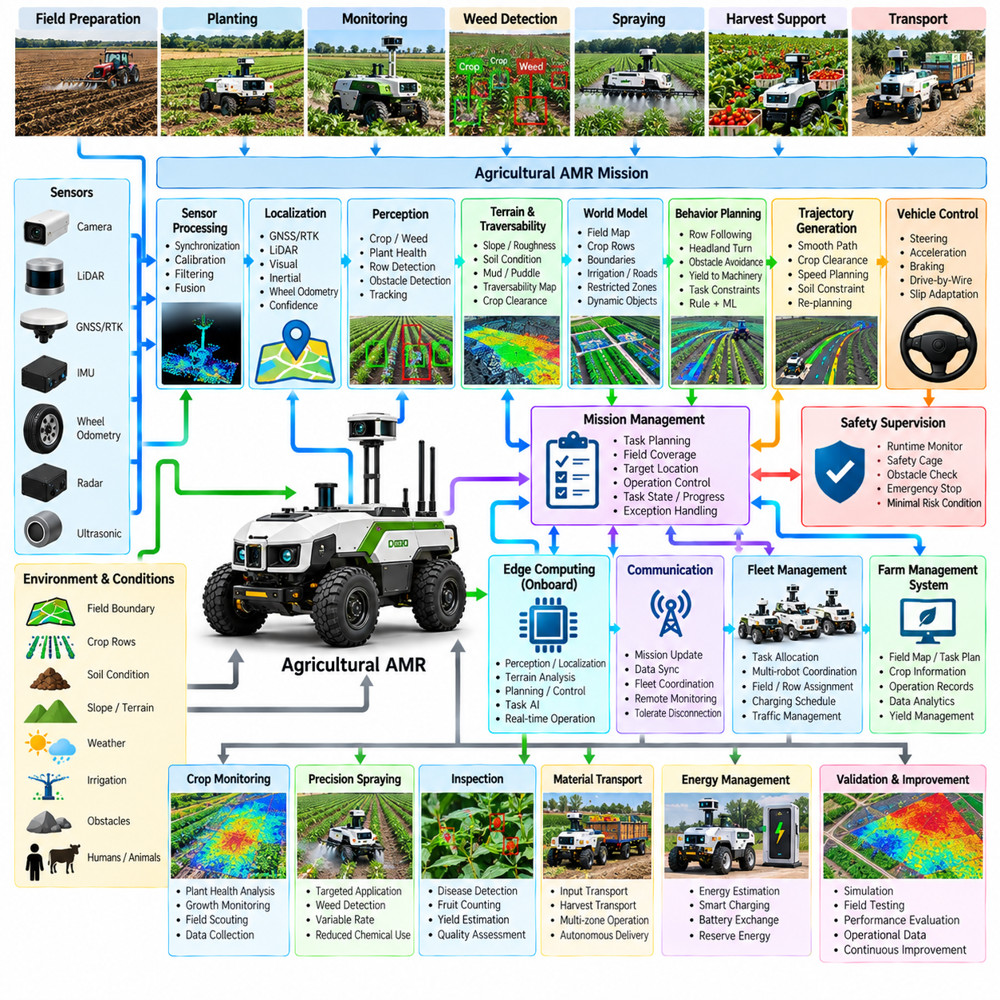 Field Preparation
Planting
Monitoring
Weed Detection
Spraying
Harvest Support
Transport
Crop
Crop
Weed
Agricultural AMR Mission
Sensors
Camera
LiDAR
GNSS/RTK
IMU
Wheel
Odometry
Radar
Ultrasonic
Sensor
Processing
• Synchronization
• Calibration
• Filtering
• Fusion
Localization
• GNSS/RTK
• LiDAR
• Visual
• Inertial
• Wheel Odometry
• Confidence
Perception
• Crop / Weed
• Plant Health
• Row Detection
• Obstacle Detection
• Tracking
Terrain &
Traversability
• Slope / Roughness
• Soil Condition
• Mud / Puddle
• Traversability Map
• Crop Clearance
World Model
• Field Map
• Crop Rows
• Boundaries
• Irrigation / Roads
• Restricted Zones
• Dynamic Objects
Behavior Planning
• Row Following
• Headland Turn
• Obstacle Avoidance
• Yield to Machinery
• Task Constraints
• Rule + ML
Trajectory
Generation
• Smooth Path
• Crop Clearance
• Speed Planning
• Soil Constraint
• Re-planning
Vehicle Control
• Steering
• Acceleration
• Braking
• Drive-by-Wire
• Slip Adaptation
Mission Management
• Task Planning
• Field Coverage
• Target Location
• Operation Control
• Task State / Progress
• Exception Handling
Safety Supervision
• Runtime Monitor
• Safety Cage
• Obstacle Check
• Emergency Stop
• Minimal Risk Condition
Agricultural AMR
Environment & Conditions
Field Boundary
Crop Rows
Soil Condition
Slope / Terrain
Weather
Irrigation
Obstacles
Humans / Animals
Edge Computing
(Onboard)
• Perception / Localization
• Terrain Analysis
• Planning / Control
• Task AI
• Real-time Operation
Communication
• Mission Update
• Data Sync
• Fleet Coordination
• Remote Monitoring
• Tolerate Disconnection
Fleet Management
• Task Allocation
• Multi-robot Coordination
• Field / Row Assignment
• Charging Schedule
• Traffic Management
Farm Management
System
• Field Map / Task Plan
• Crop Information
• Operation Records
• Data Analytics
• Yield Management
Crop Monitoring
• Plant Health Analysis
• Growth Monitoring
• Field Scouting
• Data Collection
Precision Spraying
• Targeted Application
• Weed Detection
• Variable Rate
• Reduced Chemical Use
Inspection
• Disease Detection
• Fruit Counting
• Yield Estimation
• Quality Assessment
Material Transport
• Input Transport
• Harvest Transport
• Multi-zone Operation
• Autonomous Delivery
Energy Management
• Energy Estimation
• Smart Charging
• Battery Exchange
• Reserve Energy
Validation & Improvement
• Simulation
• Field Testing
• Performance Evaluation
• Operational Data
• Continuous Improvement